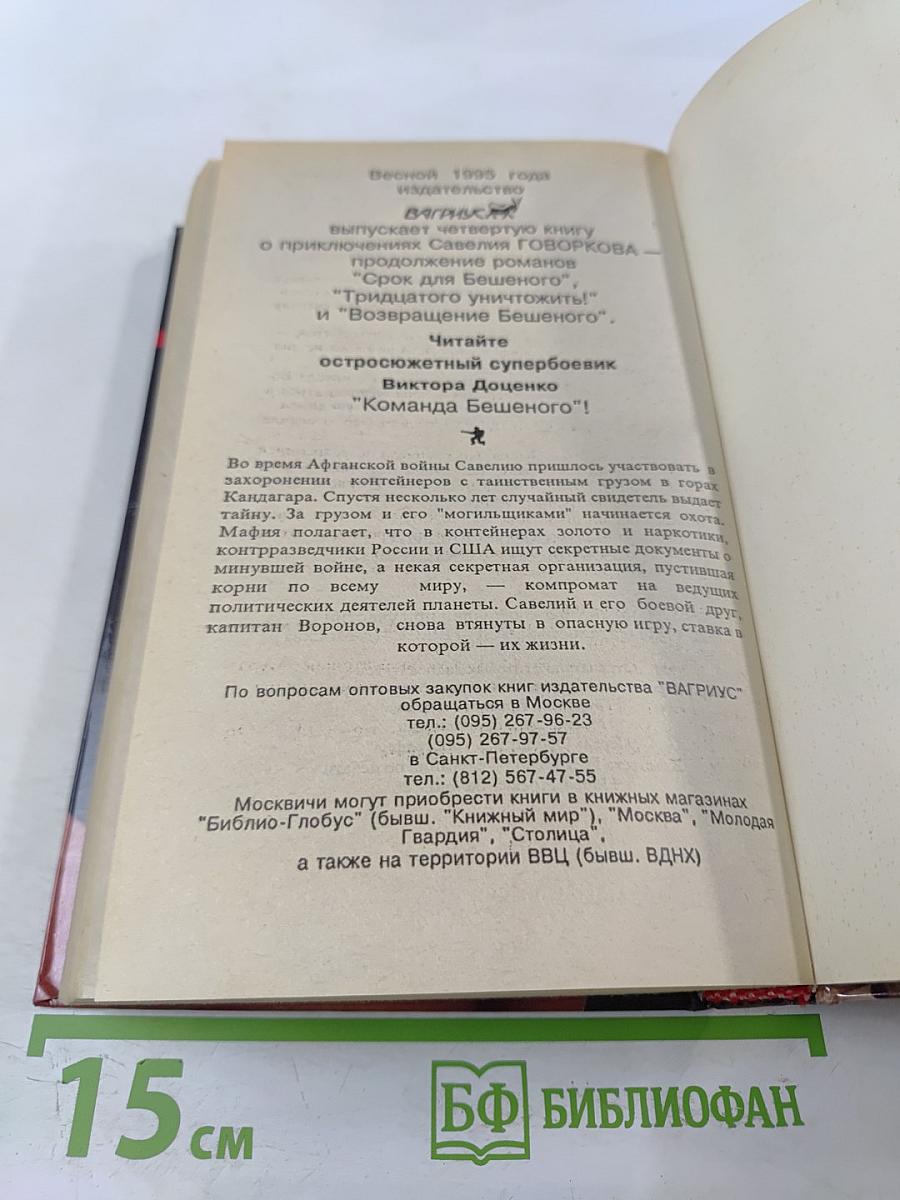 Весной 1995 года
издательство
ВАГРИУС
выпускает четвертую книгу
о приключениях Савелия ГОВОРКОВА —
продолжение романов
"Срок для Бешеного",
"Тридцатого уничтожить!"
и "Возвращение Бешеного".
Читайте
остросюжетный супербоевик
Виктора Доценко
"Команда Бешеного"!
Во время Афганской войны Савелию пришлось участвовать в
захоронении контейнеров с таинственным грузом в горах
Кандагара. Спустя несколько лет случайный свидетель выдает
тайну. За грузом и его "могильщиками" начинается охота.
Мафия полагает, что в контейнерах золото и наркотики,
контрразведчики России и США ищут секретные документы о
минувшей войне, а некая секретная организация, пустившая
корни по всему миру, — компромат на ведущих
политических деятелей планеты. Савелий и его боевой друг,
капитан Воронов, снова втянуты в опасную игру, ставка в
которой — их жизни.
По вопросам оптовых закупок книг издательства "ВАГРИУС"
обращаться в Москве
тел.: (095) 267-96-23
(095) 267-97-57
в Санкт-Петербурге
тел.: (812) 567-47-55
Москвичи могут приобрести книги в книжных магазинах
"Библио-Глобус" (бывш. "Книжный мир"), "Москва", "Молодая
Гвардия", "Столица",
а также на территории ВВЦ (бывш. ВДНХ)
15 см
БФ БИБЛИОФАН